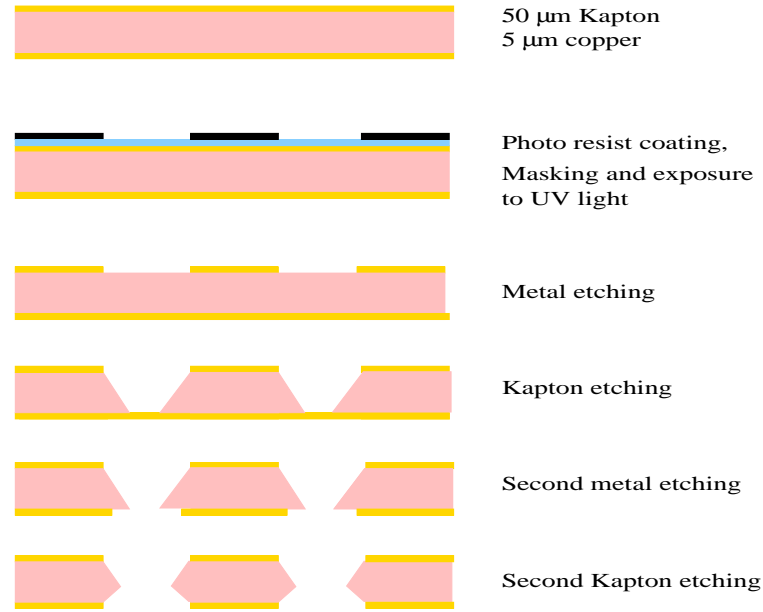 50 μm Kapton
5 μm copper
Photo resist coating,
Masking and exposure
to UV light
Metal etching
Kapton etching
Second metal etching
Second Kapton etching